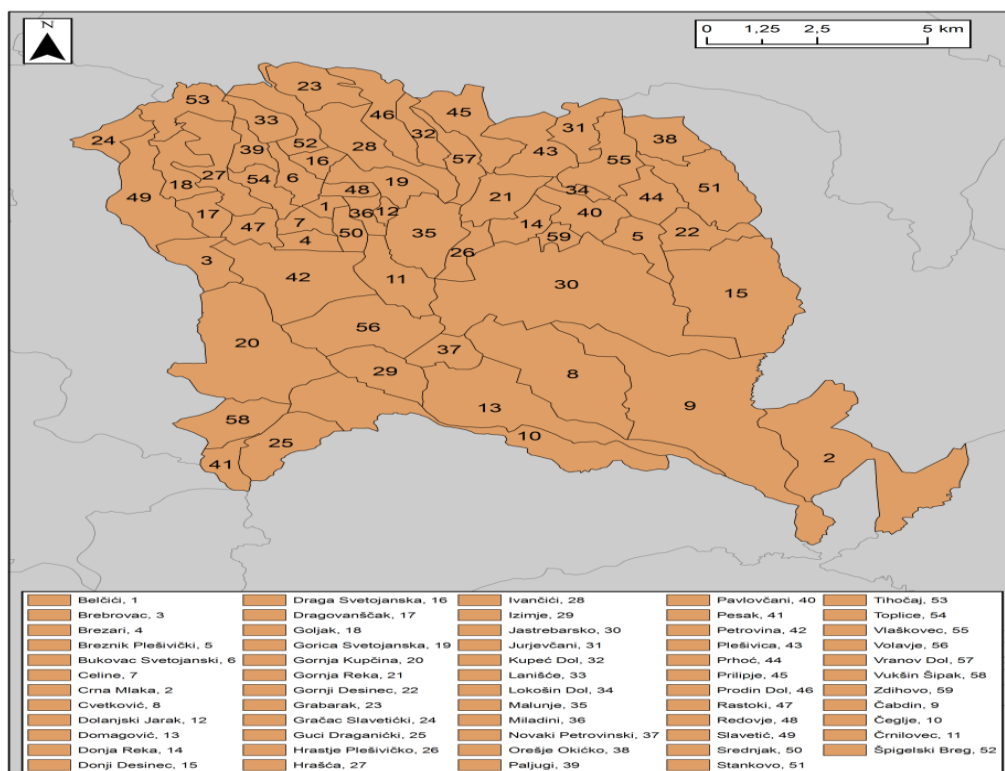 N
0 1,25 2,5 5 km
23
53
46
45
33
32
31
24
52
28
38
39
43
57
55
16
27
54
6
19
18
48
51
49
21
34
44
17
1
36
12
40
47
7
14
22
4
50
35
59
5
26
3
42
11
30
15
56
20
37
29
8
13
9
58
10
25
2
41
Belčići, 1
Brebrovac, 3
Brezari, 4
Breznik Plešivički, 5
Bukovac Svetojanski, 6
Celine, 7
Crna Mlaka, 2
Cvetković, 8
Dolanjski Jarak, 12
Domagović, 13
Donja Reka, 14
Donji Desinec, 15
Draga Svetojanska, 16
Dragovanščak, 17
Goljak, 18
Gorica Svetojanska, 19
Gornja Kupčina, 20
Gornja Reka, 21
Gornji Desinec, 22
Grabarak, 23
Gračac Slavetićki, 24
Guci Draganićki, 25
Hrastje Plešivičko, 26
Hrašća, 27
Ivančići, 28
Izimje, 29
Jastrebarsko, 30
Jurjevčani, 31
Kupeć Dol, 32
Lanišće, 33
Lokošin Dol, 34
Malunje, 35
Miladini, 36
Novaki Petrovinski, 37
Orešje Okićko, 38
Paljugi, 39
Pavlovčani, 40
Pesak, 41
Petrovina, 42
Plešivica, 43
Prhoć, 44
Prilipje, 45
Prodin Dol, 46
Rastoki, 47
Redovje, 48
Slavetić, 49
Srednjak, 50
Stankovo, 51
Tihočaj, 53
Toplice, 54
Vlaškovec, 55
Volavje, 56
Vranov Dol, 57
Vukšin Šipak, 58
Zdihovo, 59
Čabdin, 9
Čeglje, 10
Črnilovec, 11
Špigelski Breg, 52